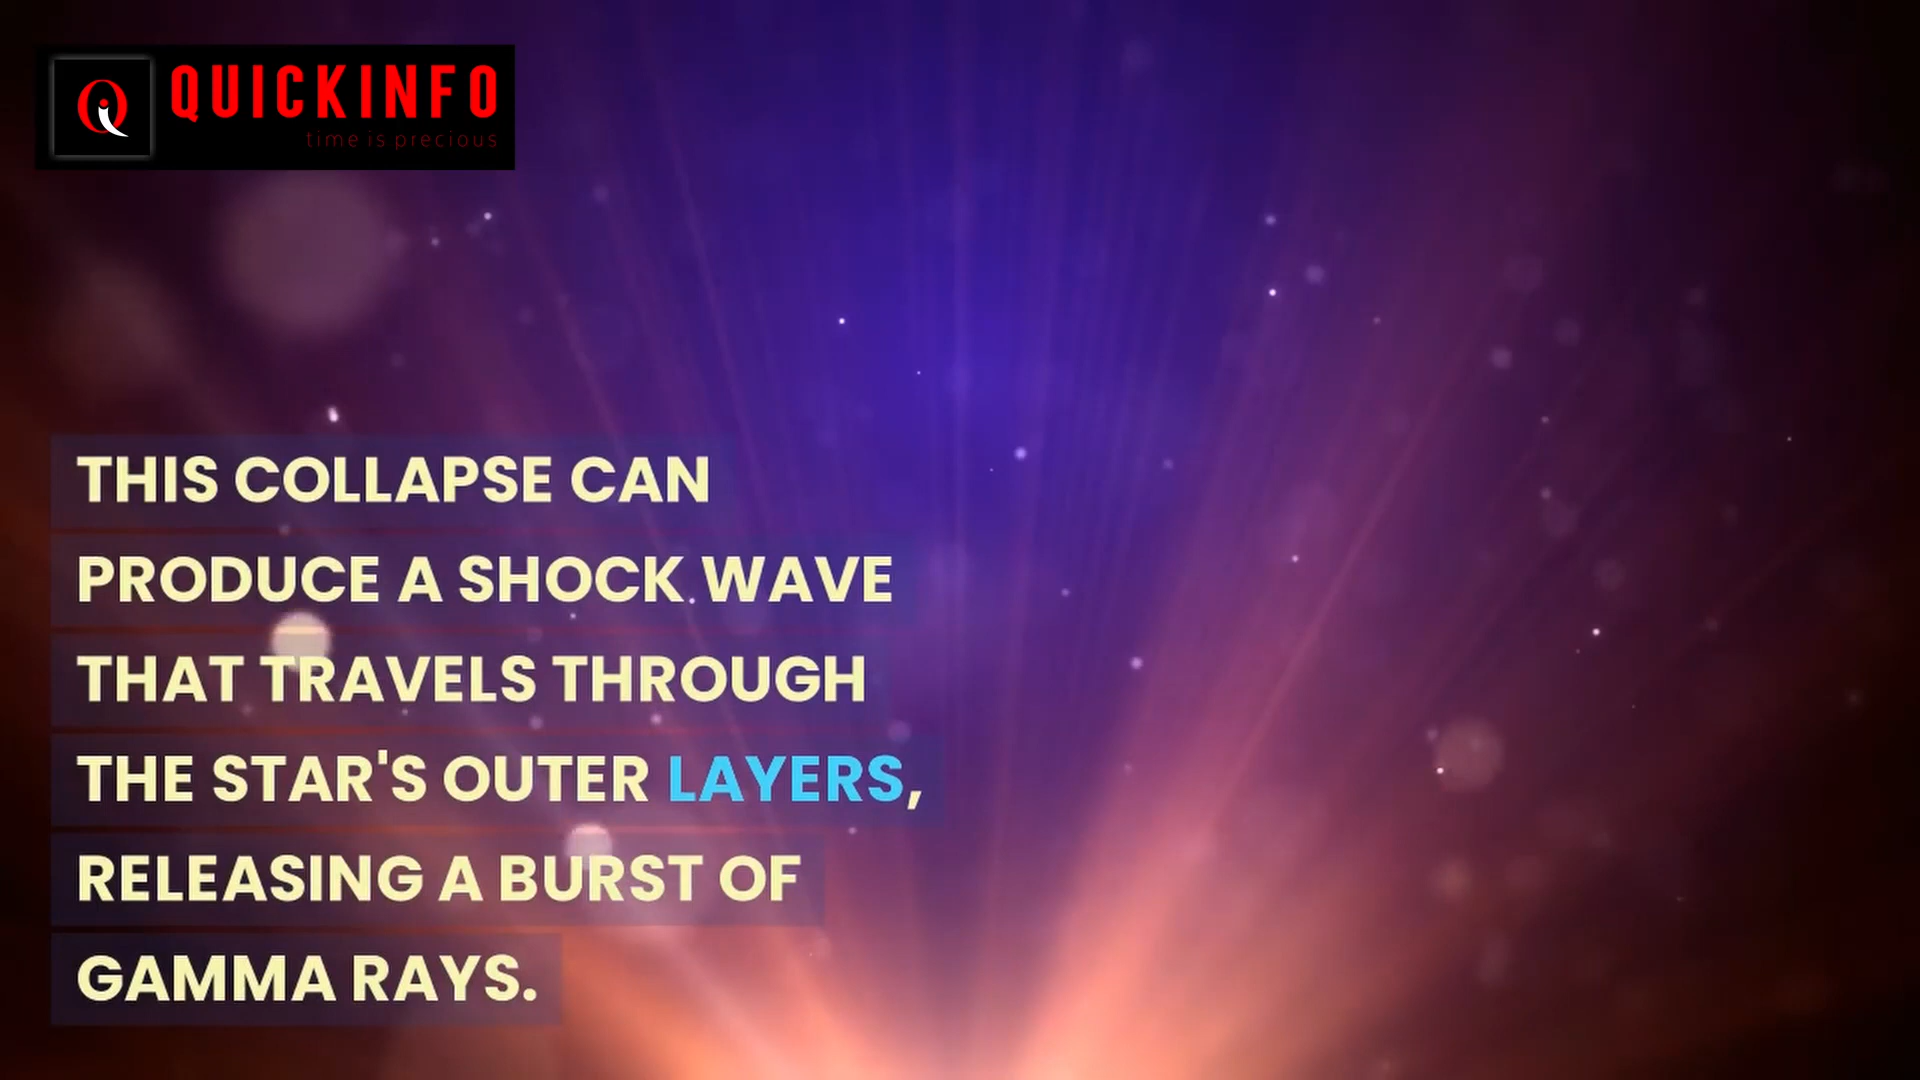 QUICKINFO
time is precious
THIS COLLAPSE CAN
PRODUCE A SHOCK WAVE
THAT TRAVELS THROUGH
THE STAR'S OUTER LAYERS,
RELEASING A BURST OF
GAMMA RAYS.